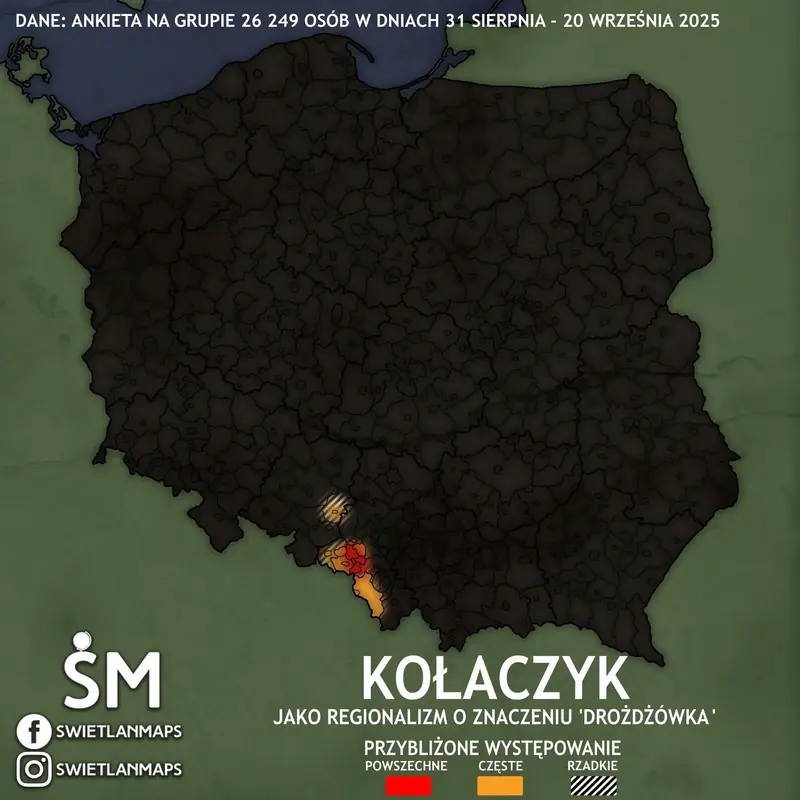 DANE: ANKIETA NA GRUPIE 26 249 OSÓB W DNIACH 31 SIERPNIA - 20 WRZEŚNIA 2025
ŚM
SWIETLANMAPS
SWIETLANMAPS
KOŁACZYK
JAKO REGIONALIZM O ZNACZENIU 'DROŻDŻÓWKA'
PRZYBLIŻONE WYSTĘPOWANIE
POWSZECHNE CZĘSTE RZADKIE